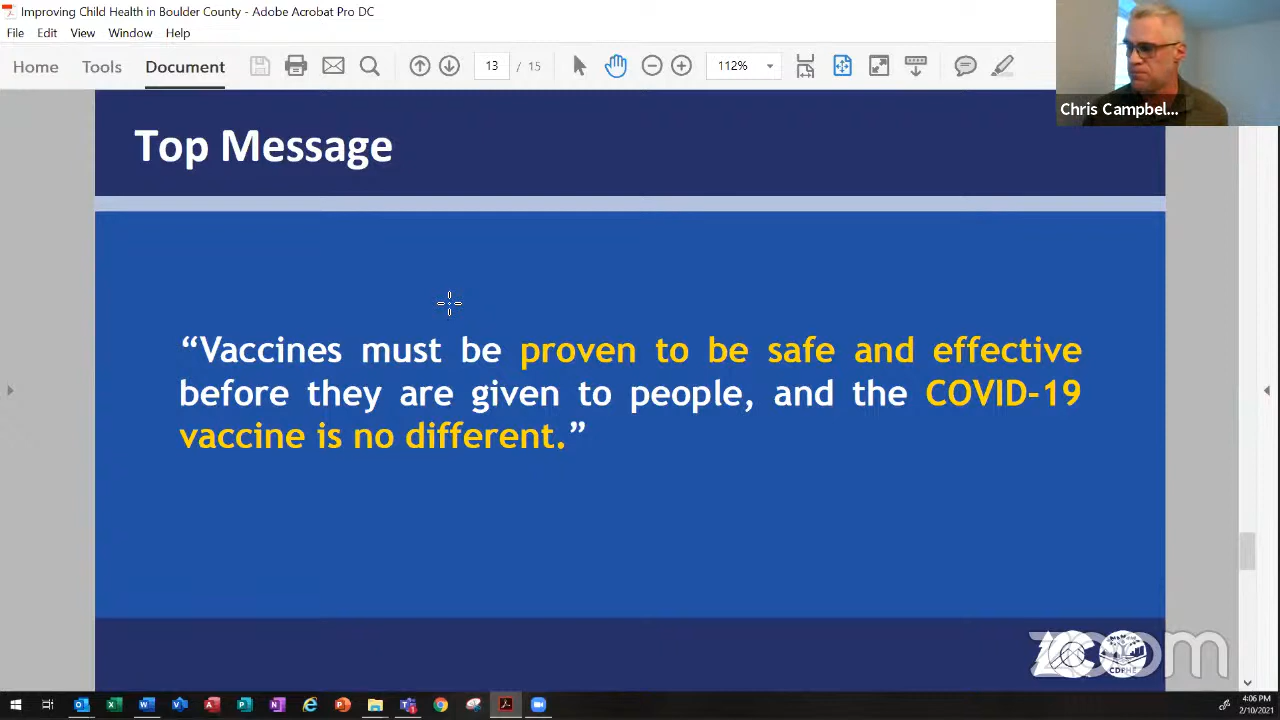 Improving Child Health in Boulder County - Adobe Acrobat Pro DC
File Edit View Window Help
Home Tools Document 13 / 15 112%
Chris Campbel...
Top Message
“Vaccines must be proven to be safe and effective
before they are given to people, and the COVID-19
vaccine is no different.”
zoom
CDPHE
4:06 PM
2/10/2021